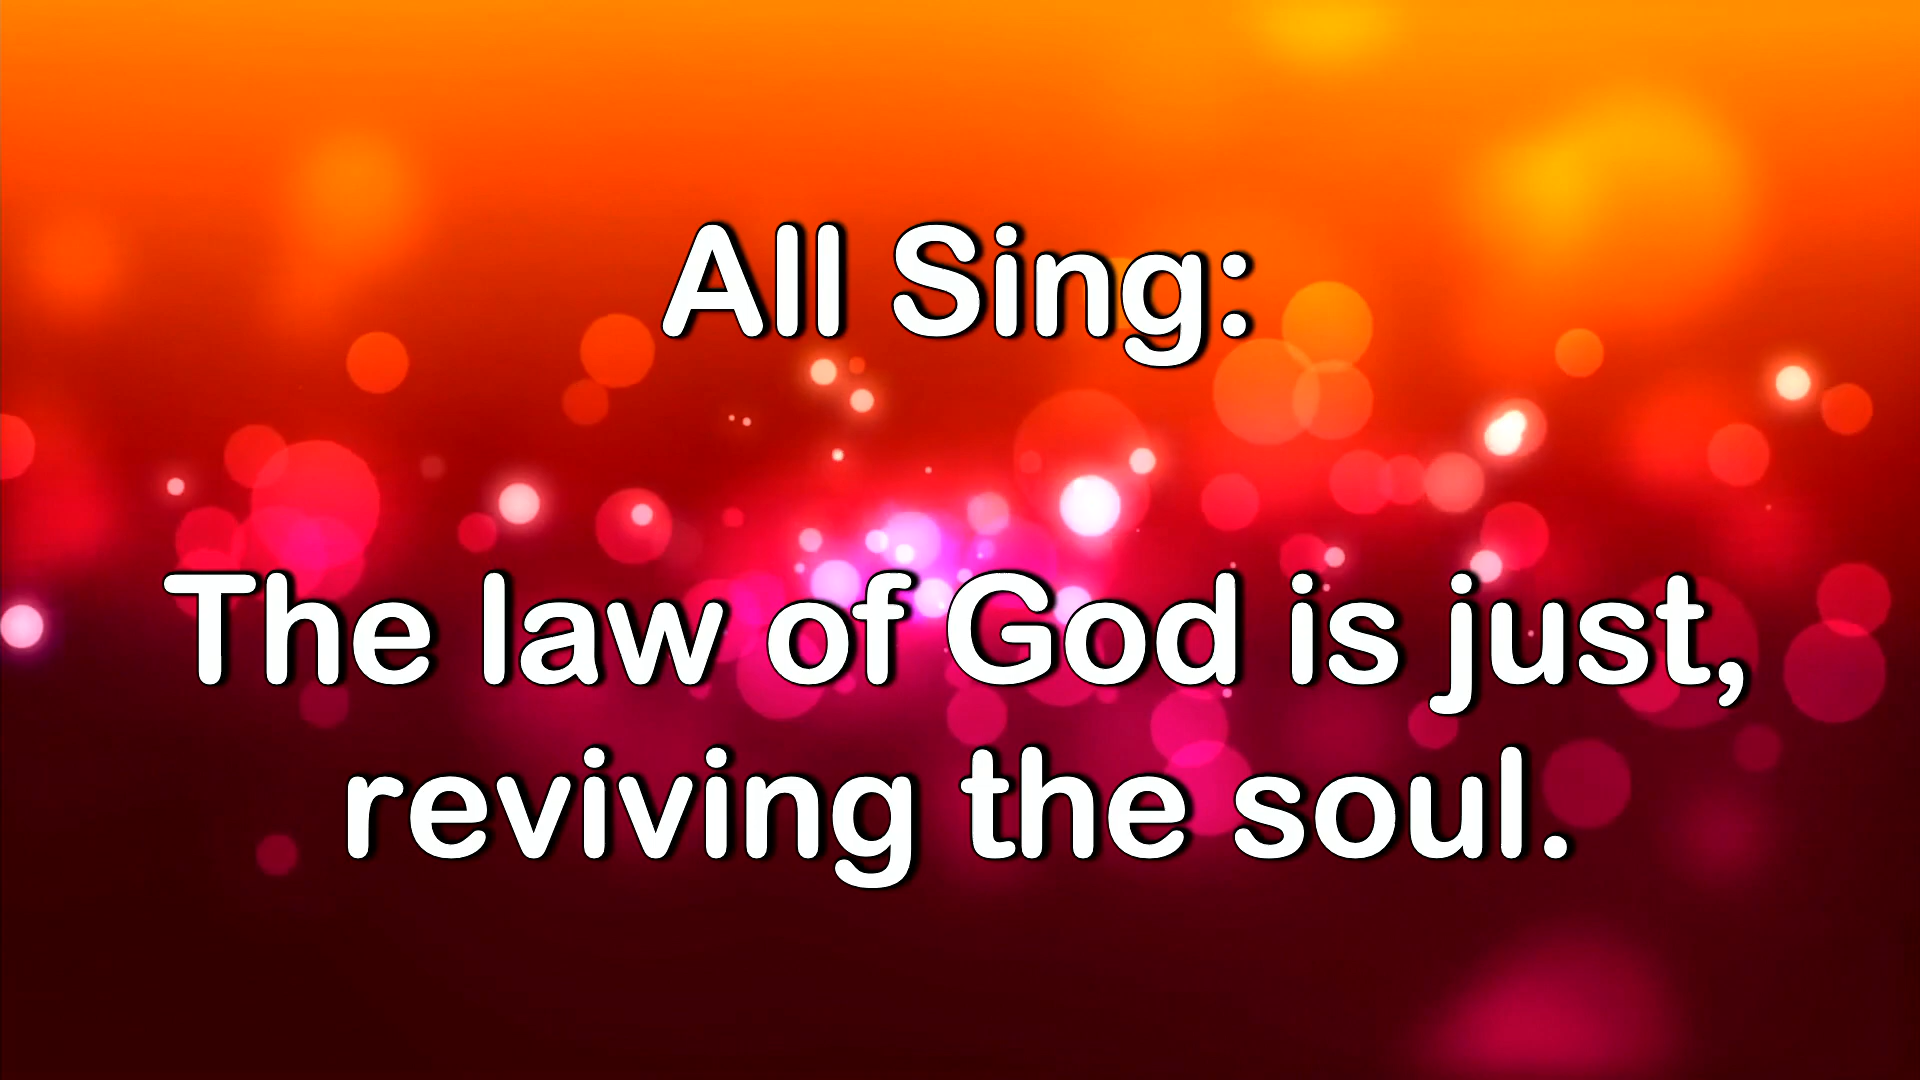 All Sing:
The law of God is just,
reviving the soul.